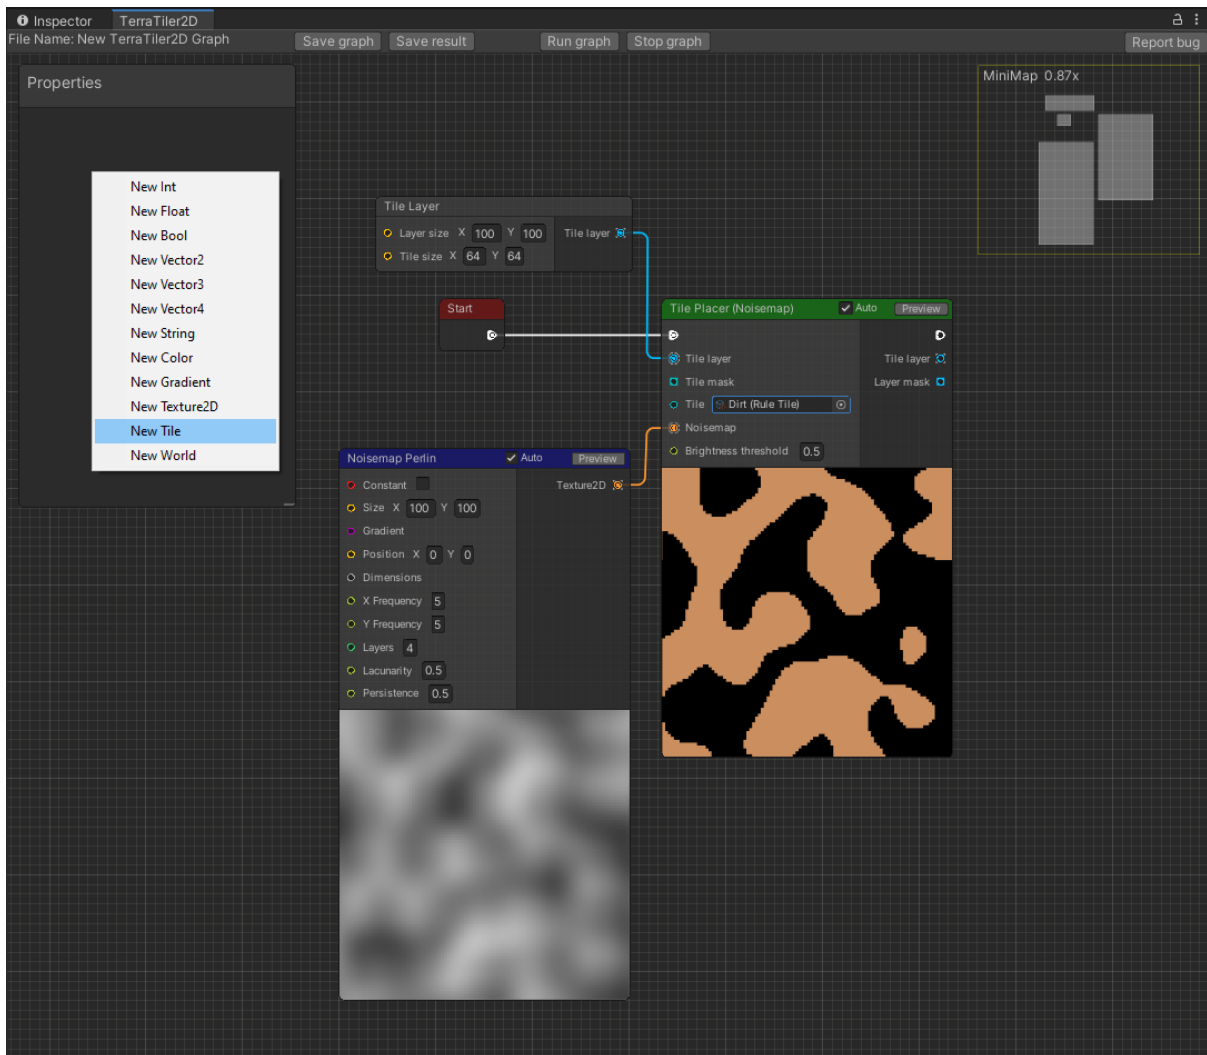 Inspector TerraTiler2D
File Name: New TerraTiler2D Graph Save graph Save result Run graph Stop graph Report bug
Properties
New Int
New Float
New Bool
New Vector2
New Vector3
New Vector4
New String
New Color
New Gradient
New Texture2D
New Tile
New World
MiniMap 0.87x
Tile Layer
Layer size X 100 Y 100 Tile layer
Tile size X 64 Y 64
Start
Tile Placer (Noisemap) Auto Preview
Tile layer Tile layer
Tile mask Layer mask
Tile Dirt (Rule Tile)
Noisemap
Brightness threshold 0.5
Noisemap Perlin Auto Preview
Constant Texture2D
Size X 100 Y 100
Gradient
Position X 0 Y 0
Dimensions
X Frequency 5
Y Frequency 5
Layers 4
Lacunarity 0.5
Persistence 0.5